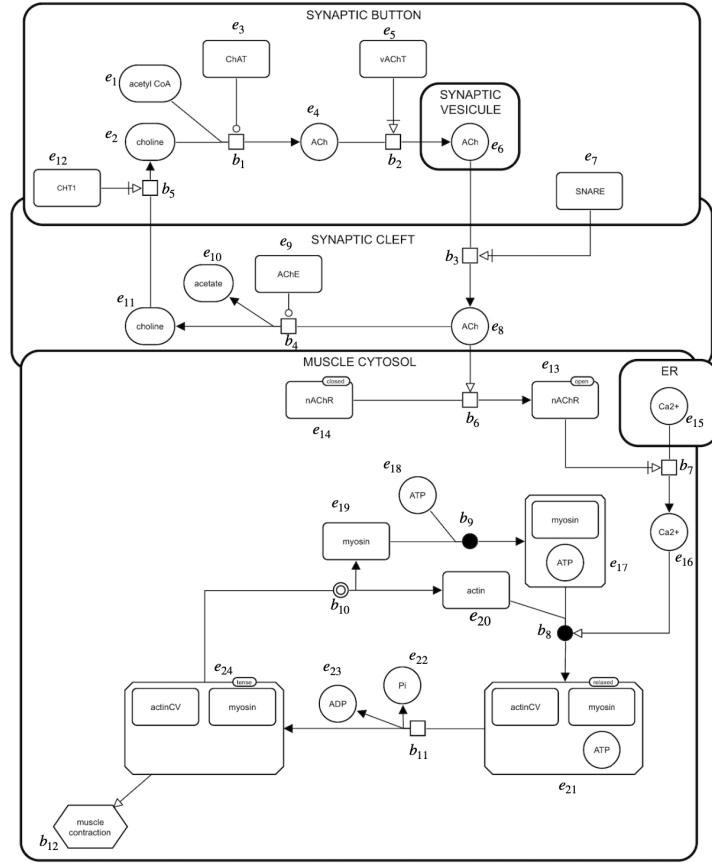 SYNAPTIC BUTTON
e3
ChAT
e5
vAChT
e1
acetyl CoA
SYNAPTIC
VESICULE
e4
e2
choline
ACh
ACh
e6
b1
b2
e12
CHT1
b5
e7
SNARE
SYNAPTIC CLEFT
e9
AChE
b3
e10
acetate
e11
choline
b4
ACh
e8
MUSCLE CYTOSOL
e13
ER
closed
nAChR
e14
b6
open
nAChR
Ca2+
e15
b7
e18
ATP
e19
myosin
b9
myosin
ATP
e17
Ca2+
e16
b10
actin
e20
b8
e24
tense
actinCV
myosin
e23
ADP
e22
Pi
b11
relaxed
actinCV
myosin
ATP
e21
muscle
contraction
b12